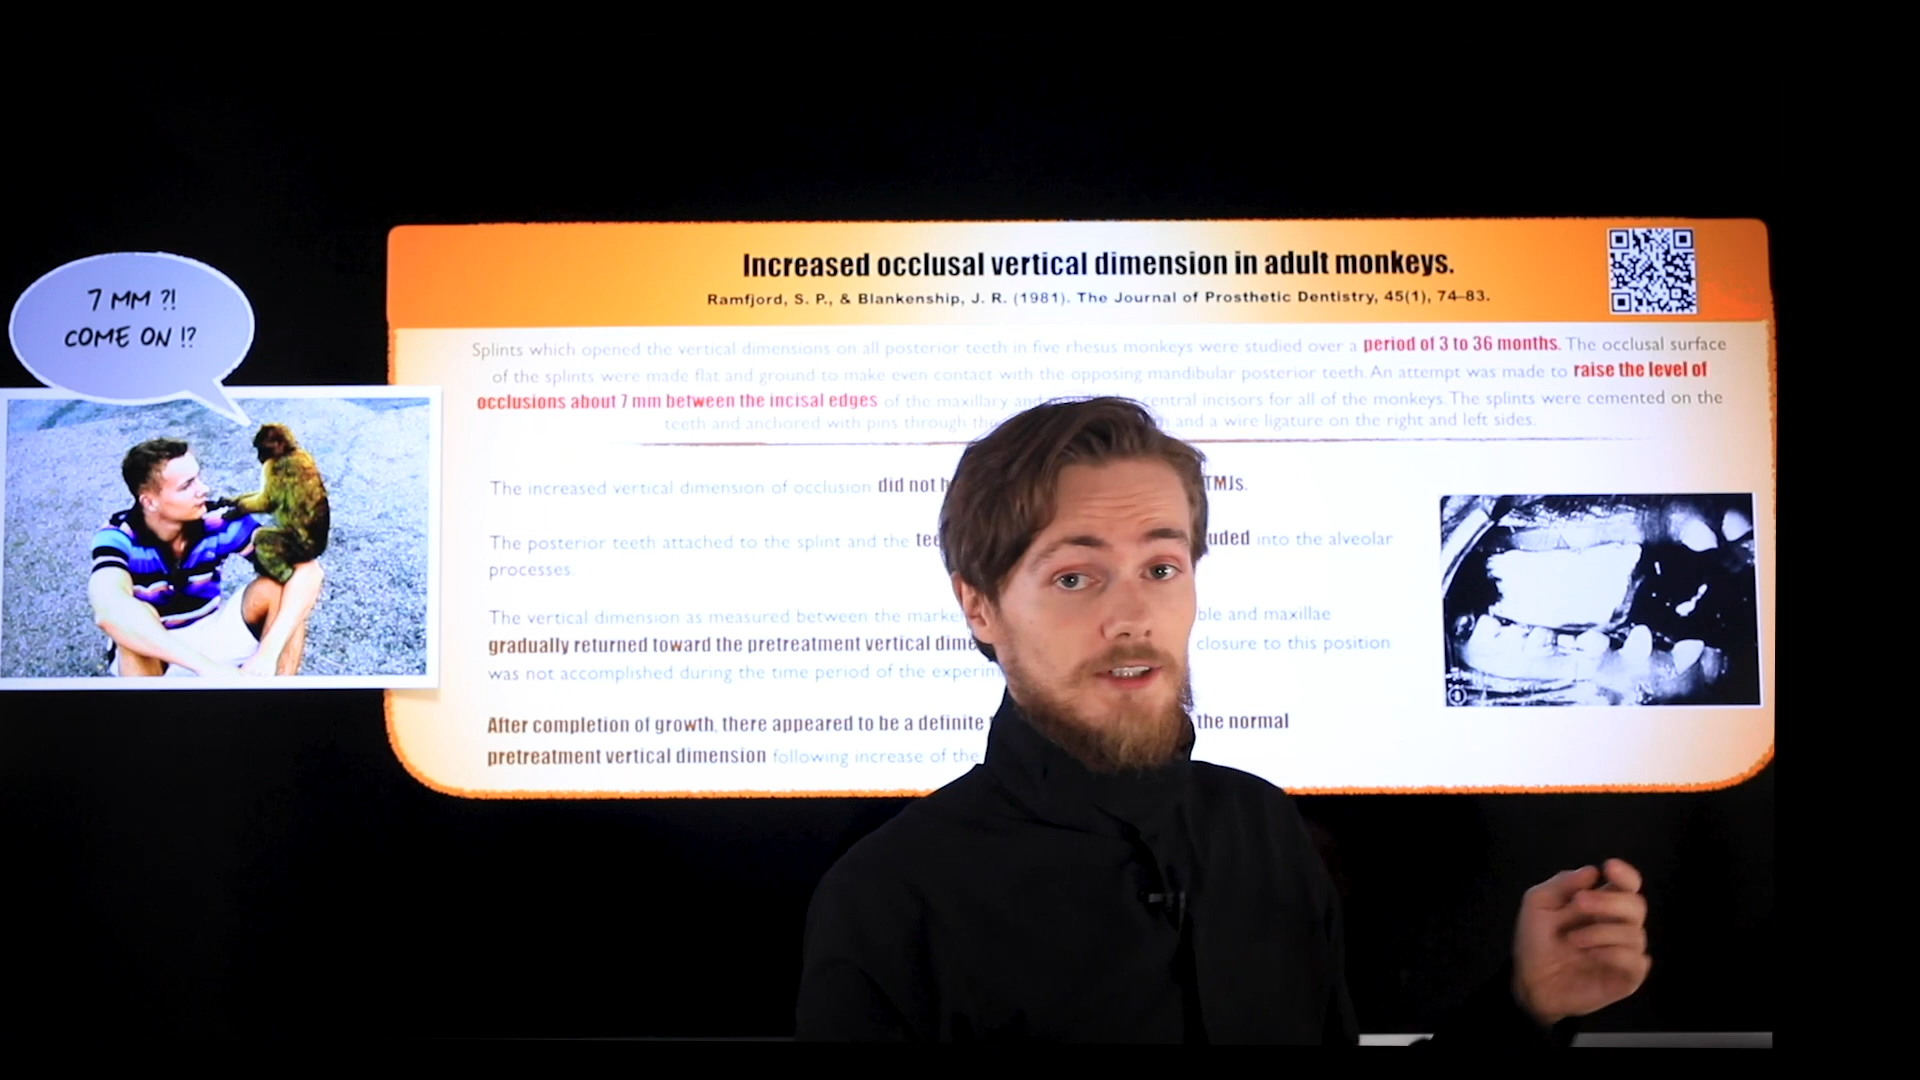 7 MM ?!
COME ON !?
Increased occlusal vertical dimension in adult monkeys.
Ramfjord, S. P., & Blankenship, J. R. (1981). The Journal of Prosthetic Dentistry, 45(1), 74–83.
Splints which opened the vertical dimensions on all posterior teeth in five rhesus monkeys were studied over a period of 3 to 36 months. The occlusal surface
of the splints were made flat and ground to make even contact with the opposing mandibular posterior teeth. An attempt was made to raise the level of
occlusions about 7 mm between the incisal edges of the maxillary and central incisors for all of the monkeys. The splints were cemented on the
teeth and anchored with pins through and a wire ligature on the right and left sides.
The increased vertical dimension of occlusion did not TMJs.
The posterior teeth attached to the splint and the into the alveolar
processes.
The vertical dimension as measured between the and maxillae
gradually returned toward the pretreatment vertical closure to this position
was not accomplished during the time period of the
After completion of growth, there appeared to be a definite the normal
pretreatment vertical dimension following increase of the